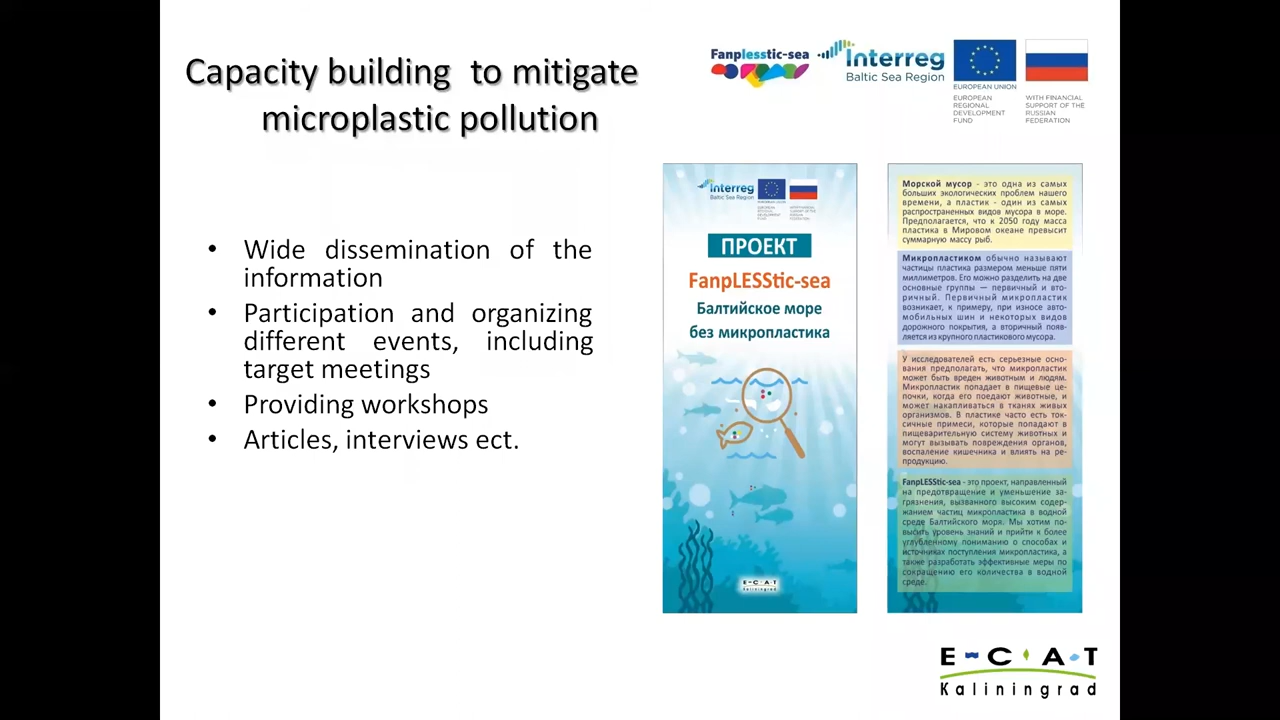 Capacity building to mitigate
microplastic pollution
Fanplesstic-sea
Interreg
Baltic Sea Region
EUROPEAN UNION
EUROPEAN
REGIONAL
DEVELOPMENT
FUND
WITH FINANCIAL
SUPPORT OF THE
RUSSIAN
FEDERATION
• Wide dissemination of the
information
• Participation and organizing
different events, including
target meetings
• Providing workshops
• Articles, interviews ect.
Interreg
Baltic Sea Region
ПРОЕКТ
FanpLESStic-sea
Балтийское море
без микропластика
E-C-A-T
Kaliningrad
Морской мусор - это одна из самых
больших экологических проблем нашего
времени, а пластик - один из самых
распространенных видов мусора в море.
Предполагается, что к 2050 году масса
пластика в Мировом океане превысит
суммарную массу рыб.
Микропластиком обычно называют
частицы пластика размером меньше пяти
миллиметров. Его можно разделить на две
основные группы — первичный и вто-
ричный. Первичный микропластик
возникает, к примеру, при износе авто-
мобильных шин и некоторых видов
дорожного покрытия, а вторичный появ-
ляется из крупного пластикового мусора.
У исследователей есть серьезные осно-
вания предполагать, что микропластик
может быть вреден животным и людям.
Микропластик попадает в пищевые це-
почки, когда его поедают животные, и
может накапливаться в тканях живых
организмов. В пластике часто есть ток-
сичные примеси, которые попадают в
пищеварительную систему животных и
могут вызывать повреждения органов,
воспаление кишечника и влиять на ре-
продукцию.
FanpLESStic-sea - это проект, направленный
на предотвращение и уменьшение за-
грязнения, вызванного высоким содер-
жанием частиц микропластика в водной
среде Балтийского моря. Мы хотим по-
высить уровень знаний и прийти к более
углубленному пониманию о способах и
источниках поступления микропластика, а
также разработать эффективные меры по
сокращению его количества в водной
среде.
E C A T
Kaliningrad